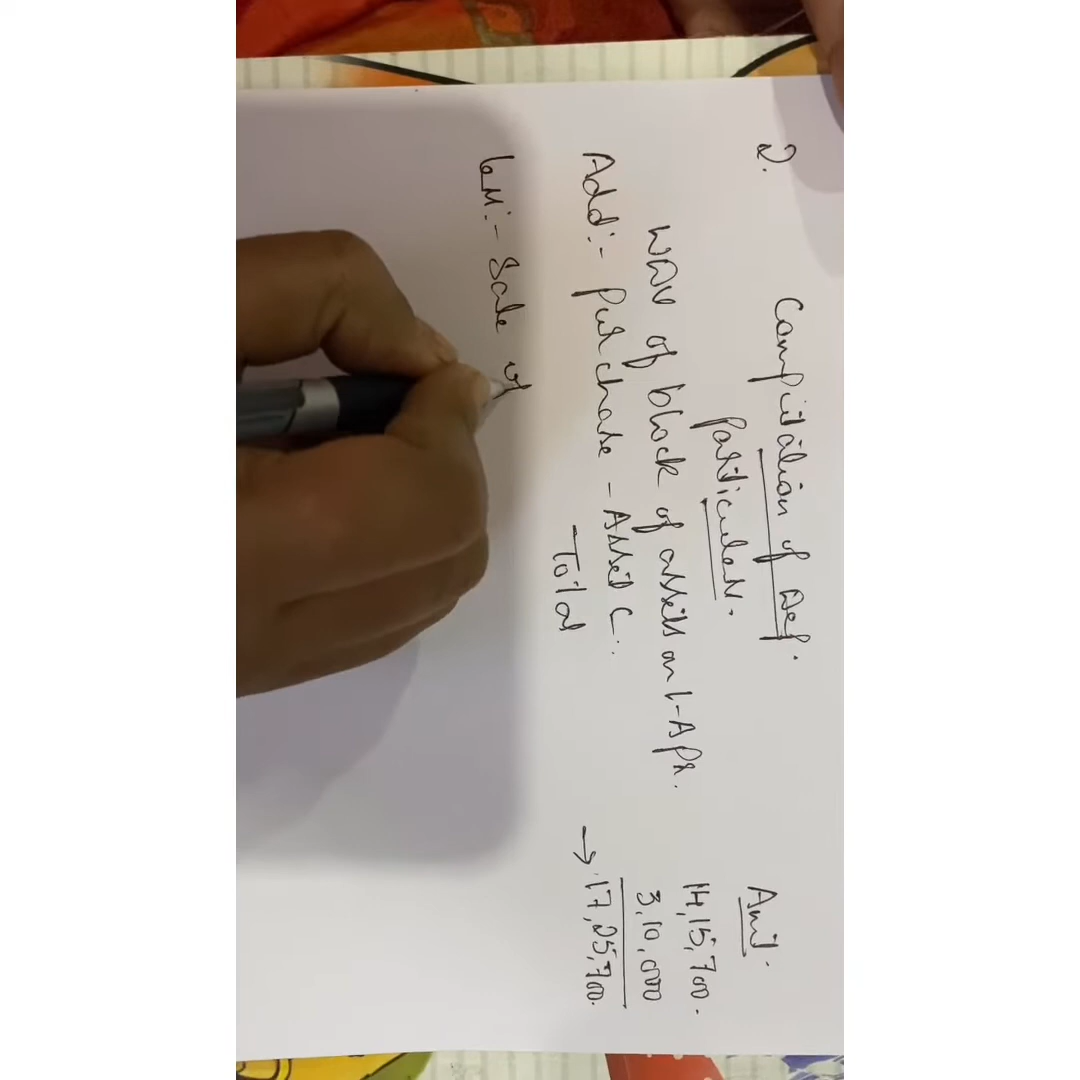 2. Computation of Dep.
Particulars. Amt.
WDV of block of assets on 1-Apr. 14,15,700.
Add:- Purchase - Asset C. 3,10,000
Total → 17,25,700.
Less:- Sale of